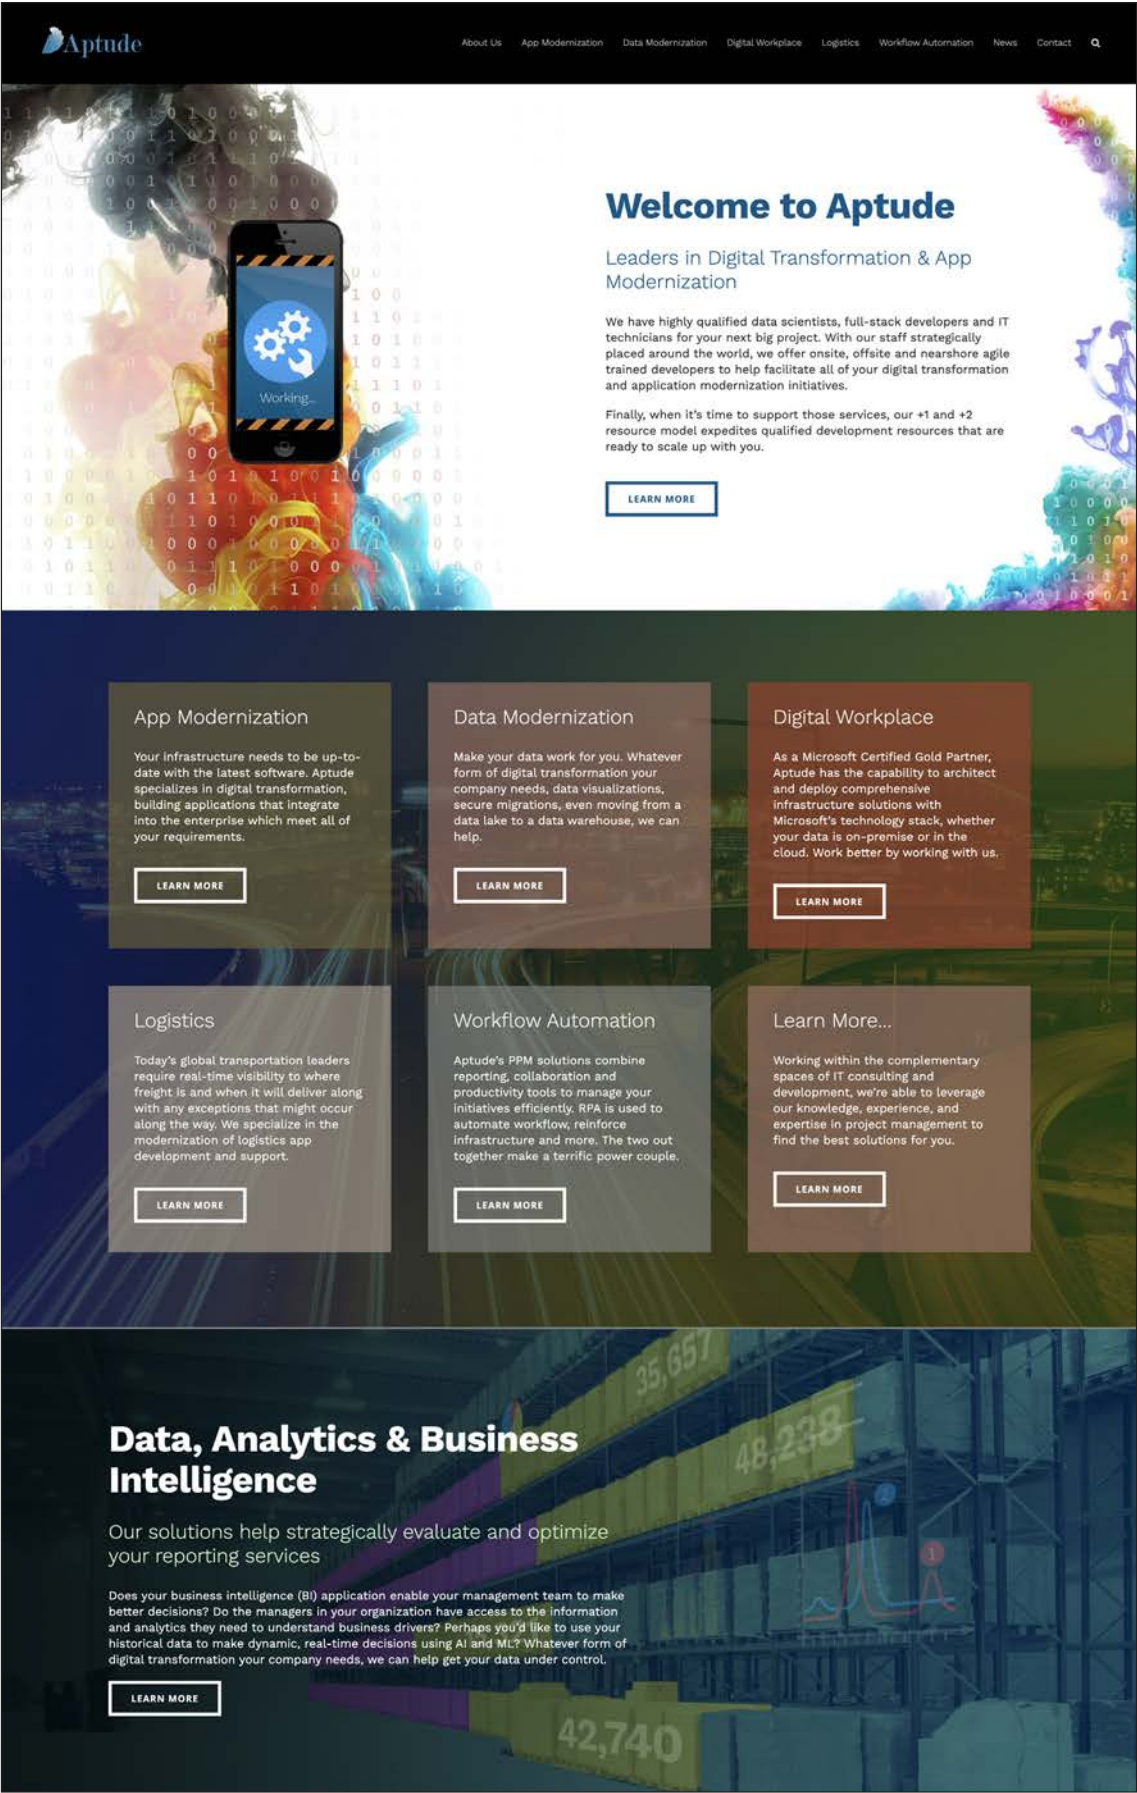 Aptude
About Us App Modernization Data Modernization Digital Workplace Logistics Workflow Automation News Contact
Welcome to Aptude
Leaders in Digital Transformation & App
Modernization
We have highly qualified data scientists, full-stack developers and IT
technicians for your next big project. With our staff strategically
placed around the world, we offer onsite, offsite and nearshore agile
trained developers to help facilitate all of your digital transformation
and application modernization initiatives.
Finally, when it's time to support those services, our +1 and +2
resource model expedites qualified development resources that are
ready to scale up with you.
LEARN MORE
Working...
App Modernization
Your infrastructure needs to be up-to-
date with the latest software. Aptude
specializes in digital transformation,
building applications that integrate
into the enterprise which meet all of
your requirements.
LEARN MORE
Data Modernization
Make your data work for you. Whatever
form of digital transformation your
company needs, data visualizations,
secure migrations, even moving from a
data lake to a data warehouse, we can
help.
LEARN MORE
Digital Workplace
As a Microsoft Certified Gold Partner,
Aptude has the capability to architect
and deploy comprehensive
infrastructure solutions with
Microsoft's technology stack, whether
your data is on-premise or in the
cloud. Work better by working with us.
LEARN MORE
Logistics
Today's global transportation leaders
require real-time visibility to where
freight is and when it will deliver along
with any exceptions that might occur
along the way. We specialize in the
modernization of logistics app
development and support.
LEARN MORE
Workflow Automation
Aptude's PPM solutions combine
reporting, collaboration and
productivity tools to manage your
initiatives efficiently. RPA is used to
automate workflow, reinforce
infrastructure and more. The two out
together make a terrific power couple.
LEARN MORE
Learn More...
Working within the complementary
spaces of IT consulting and
development, we're able to leverage
our knowledge, experience, and
expertise in project management to
find the best solutions for you.
LEARN MORE
35,657
48,238
Data, Analytics & Business
Intelligence
Our solutions help strategically evaluate and optimize
your reporting services
Does your business intelligence (BI) application enable your management team to make
better decisions? Do the managers in your organization have access to the information
and analytics they need to understand business drivers? Perhaps you'd like to use your
historical data to make dynamic, real-time decisions using AI and ML? Whatever form of
digital transformation your company needs, we can help get your data under control.
LEARN MORE
2
1
42,740